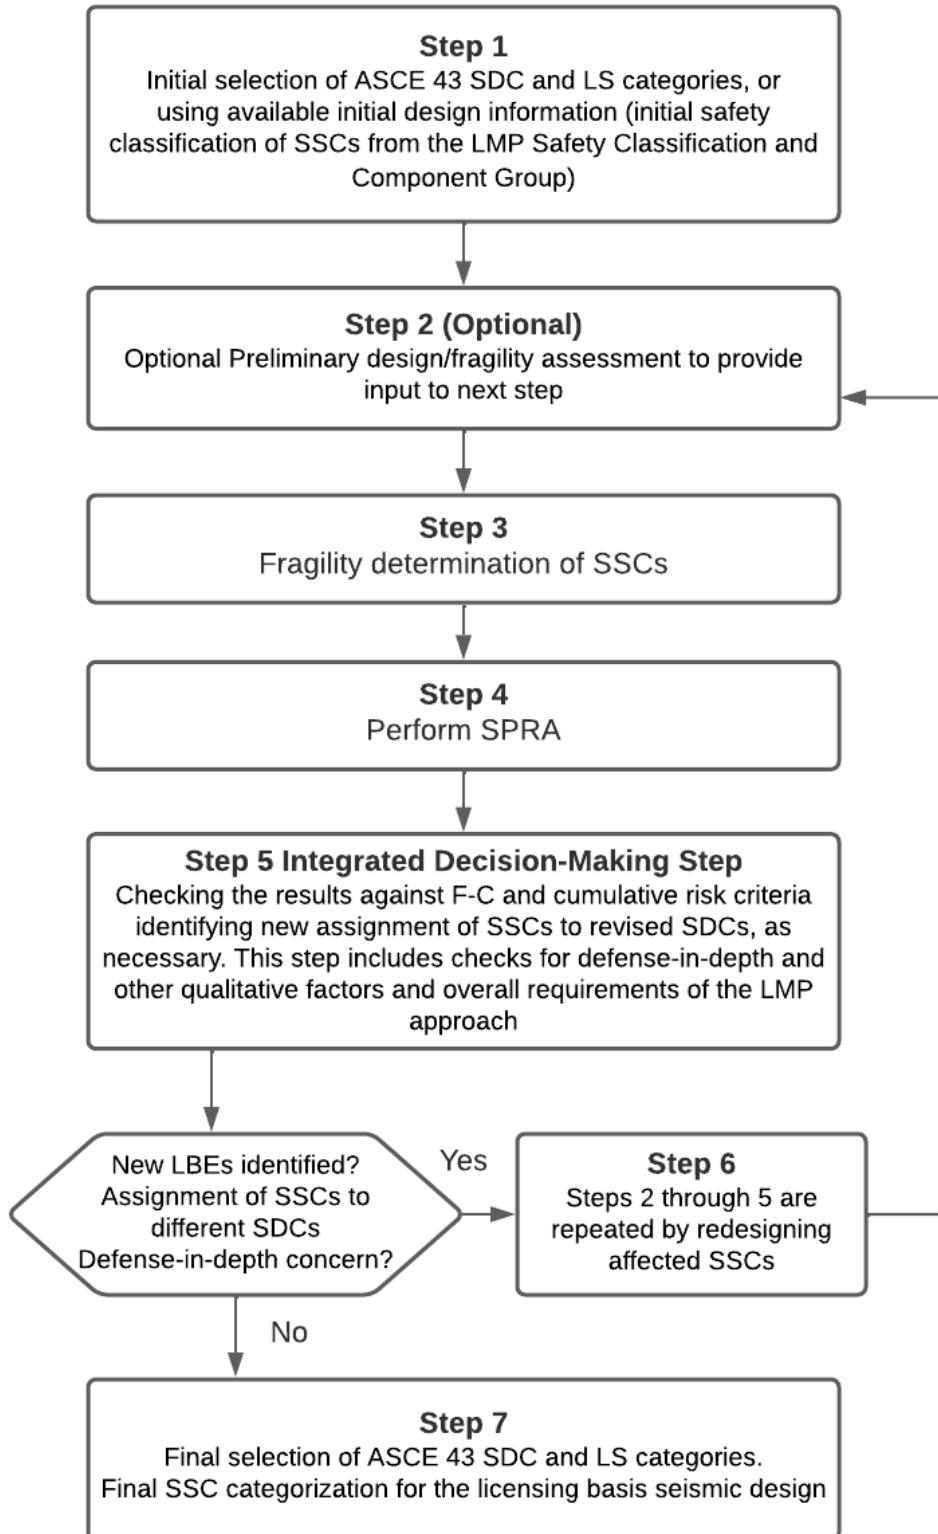 Step 1
Initial selection of ASCE 43 SDC and LS categories, or
using available initial design information (initial safety
classification of SSCs from the LMP Safety Classification and
Component Group)
Step 2 (Optional)
Optional Preliminary design/fragility assessment to provide
input to next step
Step 3
Fragility determination of SSCs
Step 4
Perform SPRA
Step 5 Integrated Decision-Making Step
Checking the results against F-C and cumulative risk criteria
identifying new assignment of SSCs to revised SDCs, as
necessary. This step includes checks for defense-in-depth and
other qualitative factors and overall requirements of the LMP
approach
New LBEs identified?
Assignment of SSCs to
different SDCs
Defense-in-depth concern?
Yes
Step 6
Steps 2 through 5 are
repeated by redesigning
affected SSCs
No
Step 7
Final selection of ASCE 43 SDC and LS categories.
Final SSC categorization for the licensing basis seismic design